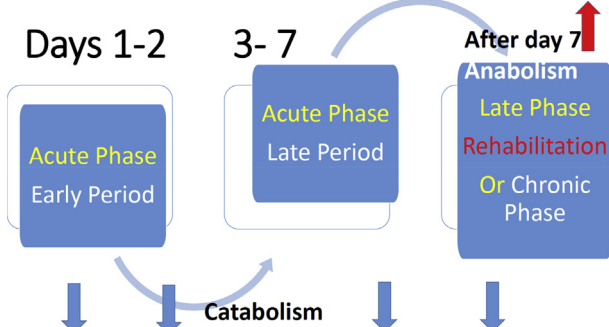 Days 1-2
3- 7
After day 7
Anabolism
Acute Phase
Early Period
Acute Phase
Late Period
Late Phase
Rehabilitation
Or Chronic
Phase
Catabolism